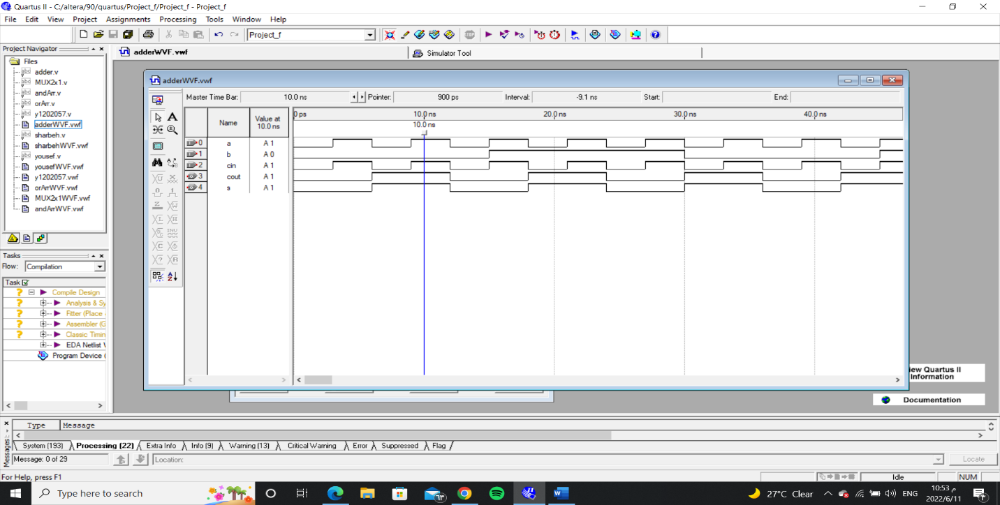 Quartus II - C:/altera/90/quartus/Project_f/Project_f - Project_f
File Edit View Project Assignments Processing Tools Window Help
Project_f
Project Navigator
adderWVF.vwf
Simulator Tool
Files
adder.v
MUX2x1.v
andArr.v
orArr.v
y1202057.v
adderWVF.vwf
sharbeh.v
sharbehWVF.vwf
yousef.v
yousefWVF.vwf
y1202057.vwf
orArrWVF.vwf
MUX2x1WVF.vwf
andArrWVF.vwf
adderWVF.vwf
Master Time Bar: 10.0 ns Pointer: 900 ps Interval: -9.1 ns Start: End:
Name Value at 10.0 ns
0 ps 10.0 ns 20.0 ns 30.0 ns 40.0 ns
10.0 ns
0 a A 1
1 b A 0
2 cin A 1
3 cout A 1
4 s A 1
Tasks
Flow: Compilation
Task
Compile Design
Analysis & Sy
Fitter (Place
Assembler (G
Classic Timin
EDA Netlist
Program Device (
iew Quartus II
Information
Documentation
Type Message
System (193) Processing (22) Extra Info Info (9) Warning (13) Critical Warning Error Suppressed Flag
Messages
Message: 0 of 29 Location: Locate
For Help, press F1 Idle NUM
Type here to search
27°C Clear ENG
10:53 م
2022/6/11